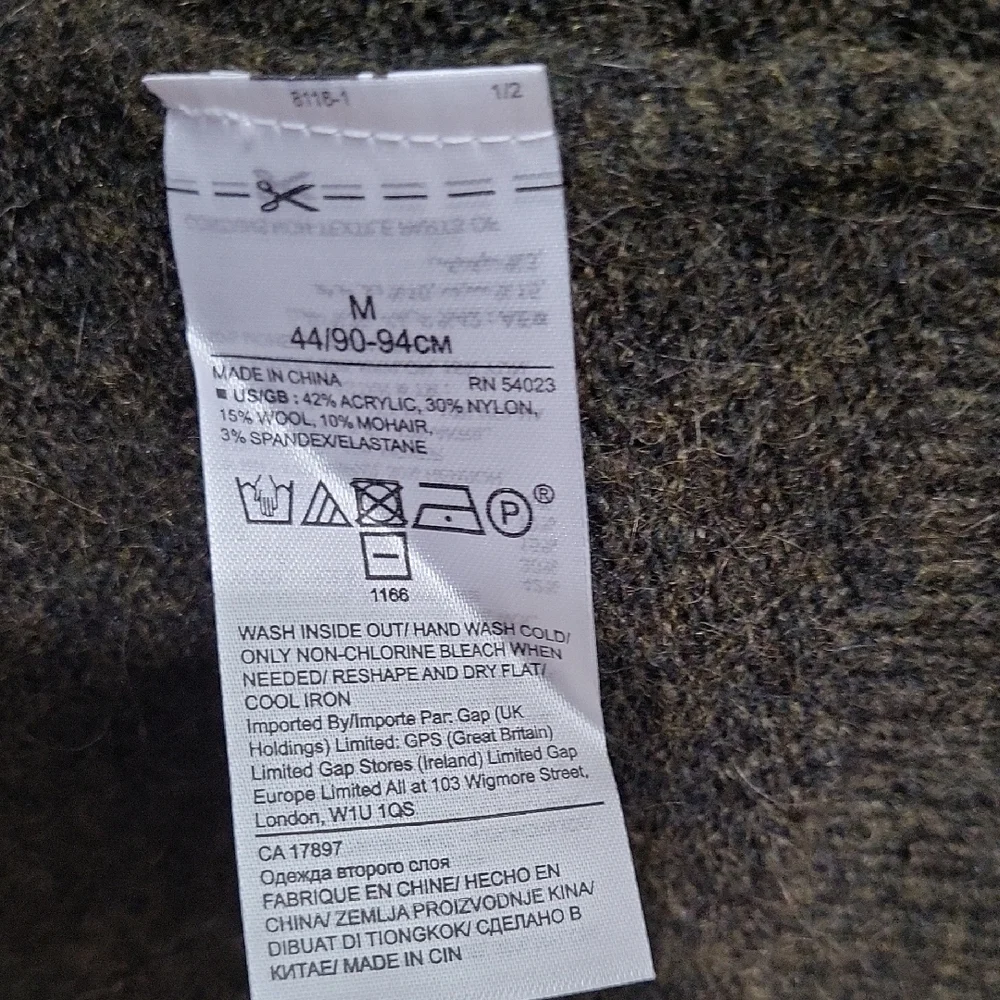 8116-1 1/2
M
44/90-94CM
MADE IN CHINA RN 54023
US/GB : 42% ACRYLIC, 30% NYLON,
15% WOOL, 10% MOHAIR,
3% SPANDEX/ELASTANE
P ®
1166
WASH INSIDE OUT/ HAND WASH COLD/
ONLY NON-CHLORINE BLEACH WHEN
NEEDED/ RESHAPE AND DRY FLAT/
COOL IRON
Imported By/Importe Par: Gap (UK
Holdings) Limited: GPS (Great Britain)
Limited Gap Stores (Ireland) Limited Gap
Europe Limited All at 103 Wigmore Street,
London, W1U 1QS
CA 17897
Одежда второго слоя
FABRIQUE EN CHINE/ HECHO EN
CHINA/ ZEMLJA PROIZVODNJE KINA/
DIBUAT DI TIONGKOK/ СДЕЛАНО В
КИТАЕ/ MADE IN CIN